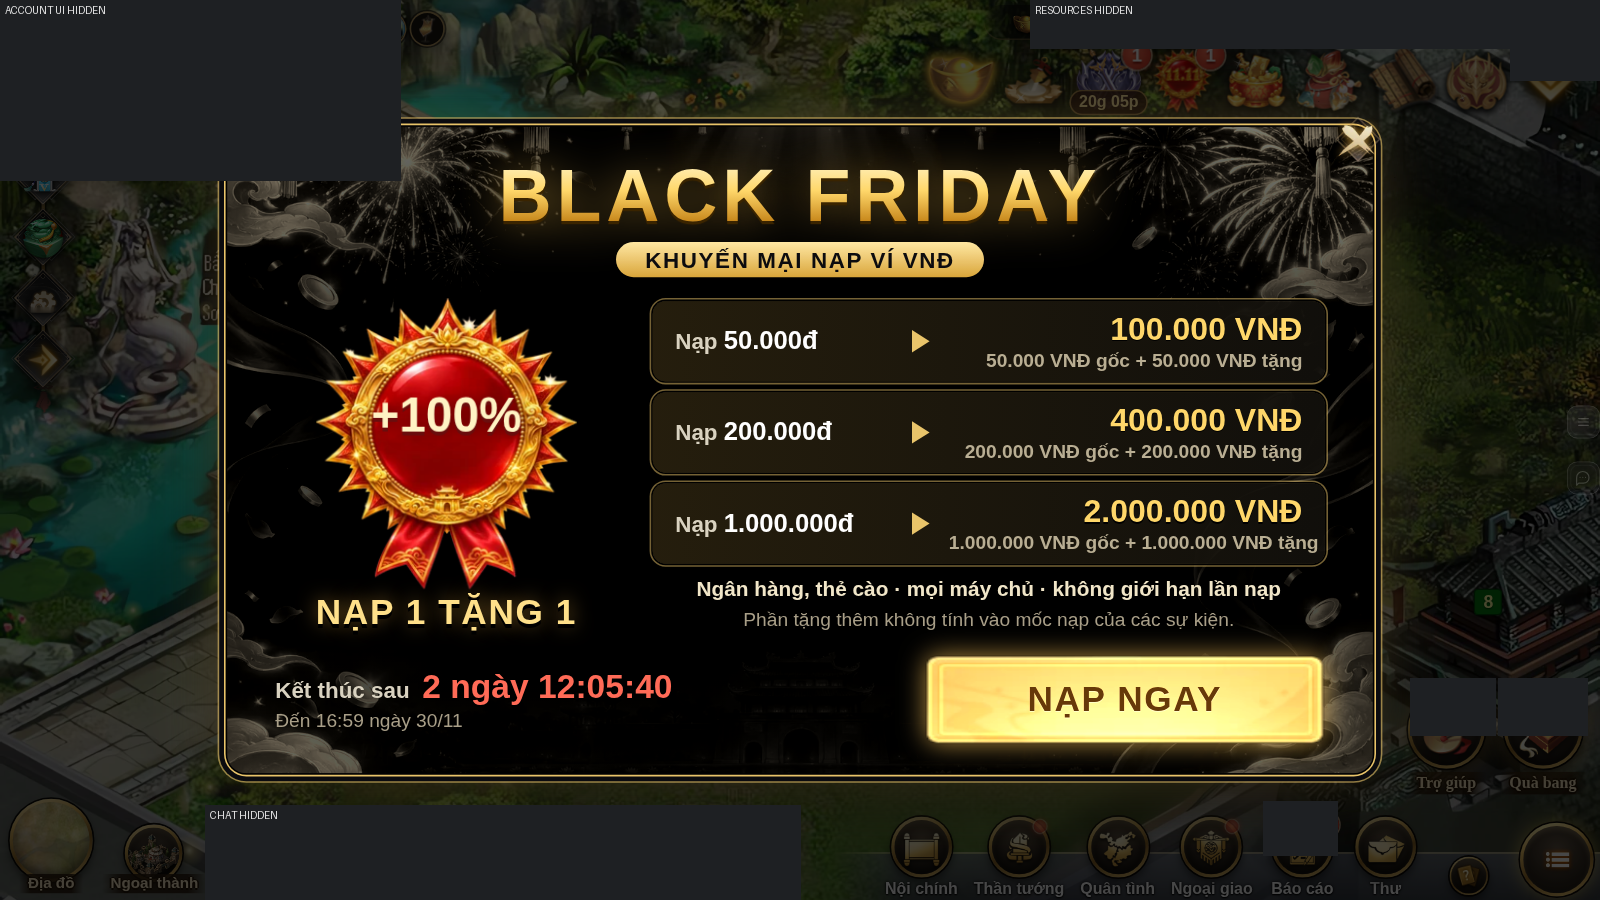 ACCOUNT UI HIDDEN
RESOURCES HIDDEN
1
11.11
1
20g 05p
BLACK FRIDAY
KHUYẾN MẠI NẠP VÍ VNĐ
+100%
NẠP 1 TẶNG 1
Nạp 50.000đ
100.000 VNĐ
50.000 VNĐ gốc + 50.000 VNĐ tặng
Nạp 200.000đ
400.000 VNĐ
200.000 VNĐ gốc + 200.000 VNĐ tặng
Nạp 1.000.000đ
2.000.000 VNĐ
1.000.000 VNĐ gốc + 1.000.000 VNĐ tặng
Ngân hàng, thẻ cào · mọi máy chủ · không giới hạn lần nạp
Phần tặng thêm không tính vào mốc nạp của các sự kiện.
Kết thúc sau 2 ngày 12:05:40
Đến 16:59 ngày 30/11
NẠP NGAY
8
Trợ giúp
Quà bang
CHAT HIDDEN
Địa đồ
Ngoại thành
Nội chính
Thần tướng
Quân tình
Ngoại giao
Báo cáo
Thư